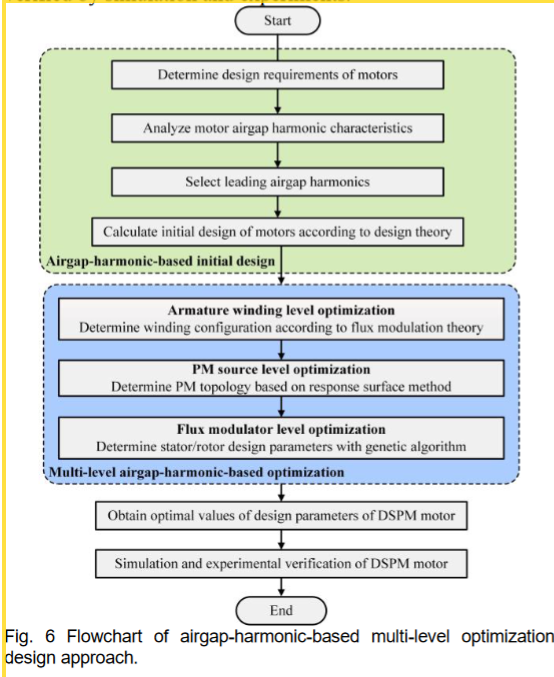 Start
Determine design requirements of motors
Analyze motor airgap harmonic characteristics
Select leading airgap harmonics
Calculate initial design of motors according to design theory
Airgap-harmonic-based initial design
Armature winding level optimization
Determine winding configuration according to flux modulation theory
PM source level optimization
Determine PM topology based on response surface method
Flux modulator level optimization
Determine stator/rotor design parameters with genetic algorithm
Multi-level airgap-harmonic-based optimization
Obtain optimal values of design parameters of DSPM motor
Simulation and experimental verification of DSPM motor
End
Fig. 6 Flowchart of airgap-harmonic-based multi-level optimization
design approach.